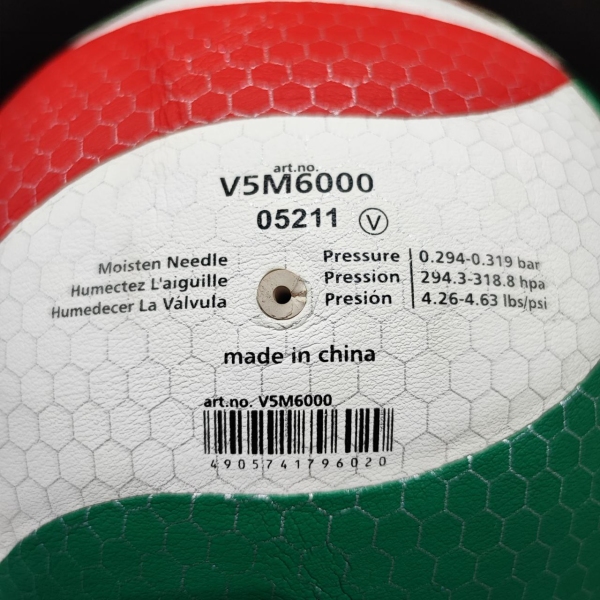 art.no.
V5M6000
05211 V
Moisten Needle
Humectez L'aiguille
Humedecer La Válvula
Pressure
Pression
Presión
0.294-0.319 bar
294.3-318.8 hpa
4.26-4.63 lbs/psi
made in china
art.no. V5M6000
4905741796020